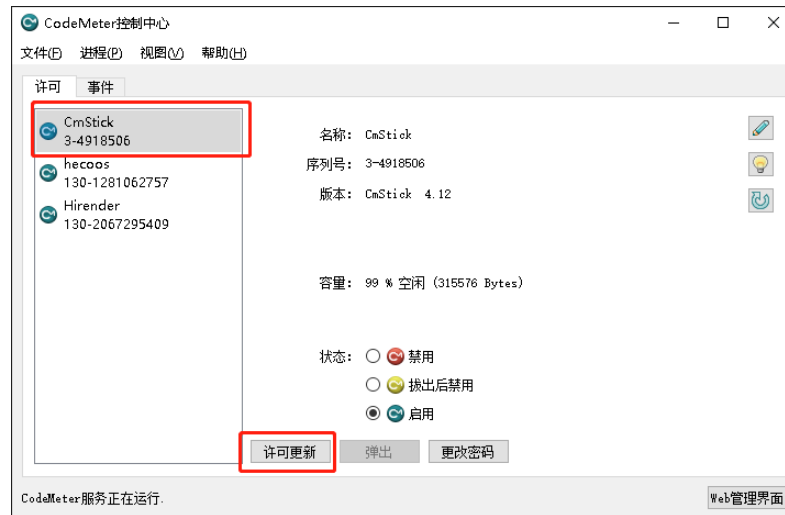 CodeMeter控制中心
文件(F) 进程(P) 视图(V) 帮助(H)
许可 事件
CmStick
3-4918506
hecoos
130-1281062757
Hirender
130-2067295409
名称: CmStick
序列号: 3-4918506
版本: CmStick 4.12
容量: 99 % 空闲 (315576 Bytes)
状态: 禁用
拔出后禁用
启用
许可更新 弹出 更改密码
CodeMeter服务正在运行. Web管理界面